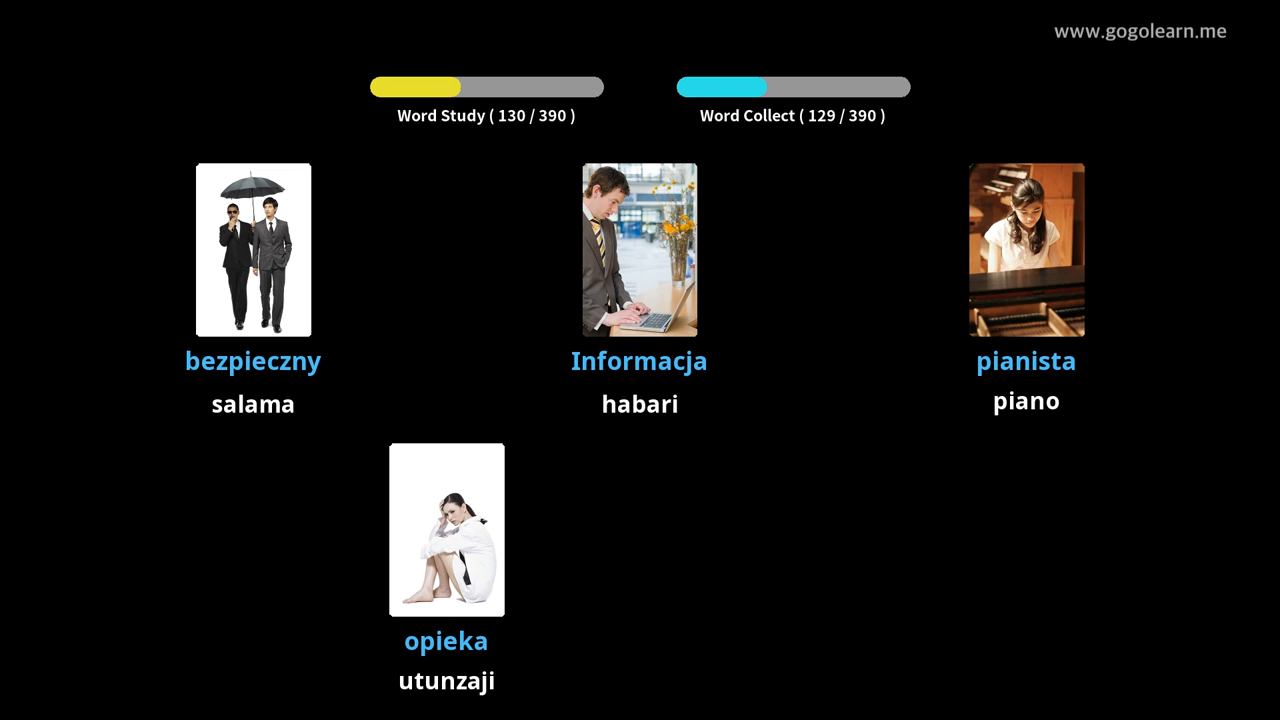 www.gogolearn.me
Word Study ( 130 / 390 )
Word Collect ( 129 / 390 )
bezpieczny
salama
Informacja
habari
pianista
piano
opieka
utunzaji